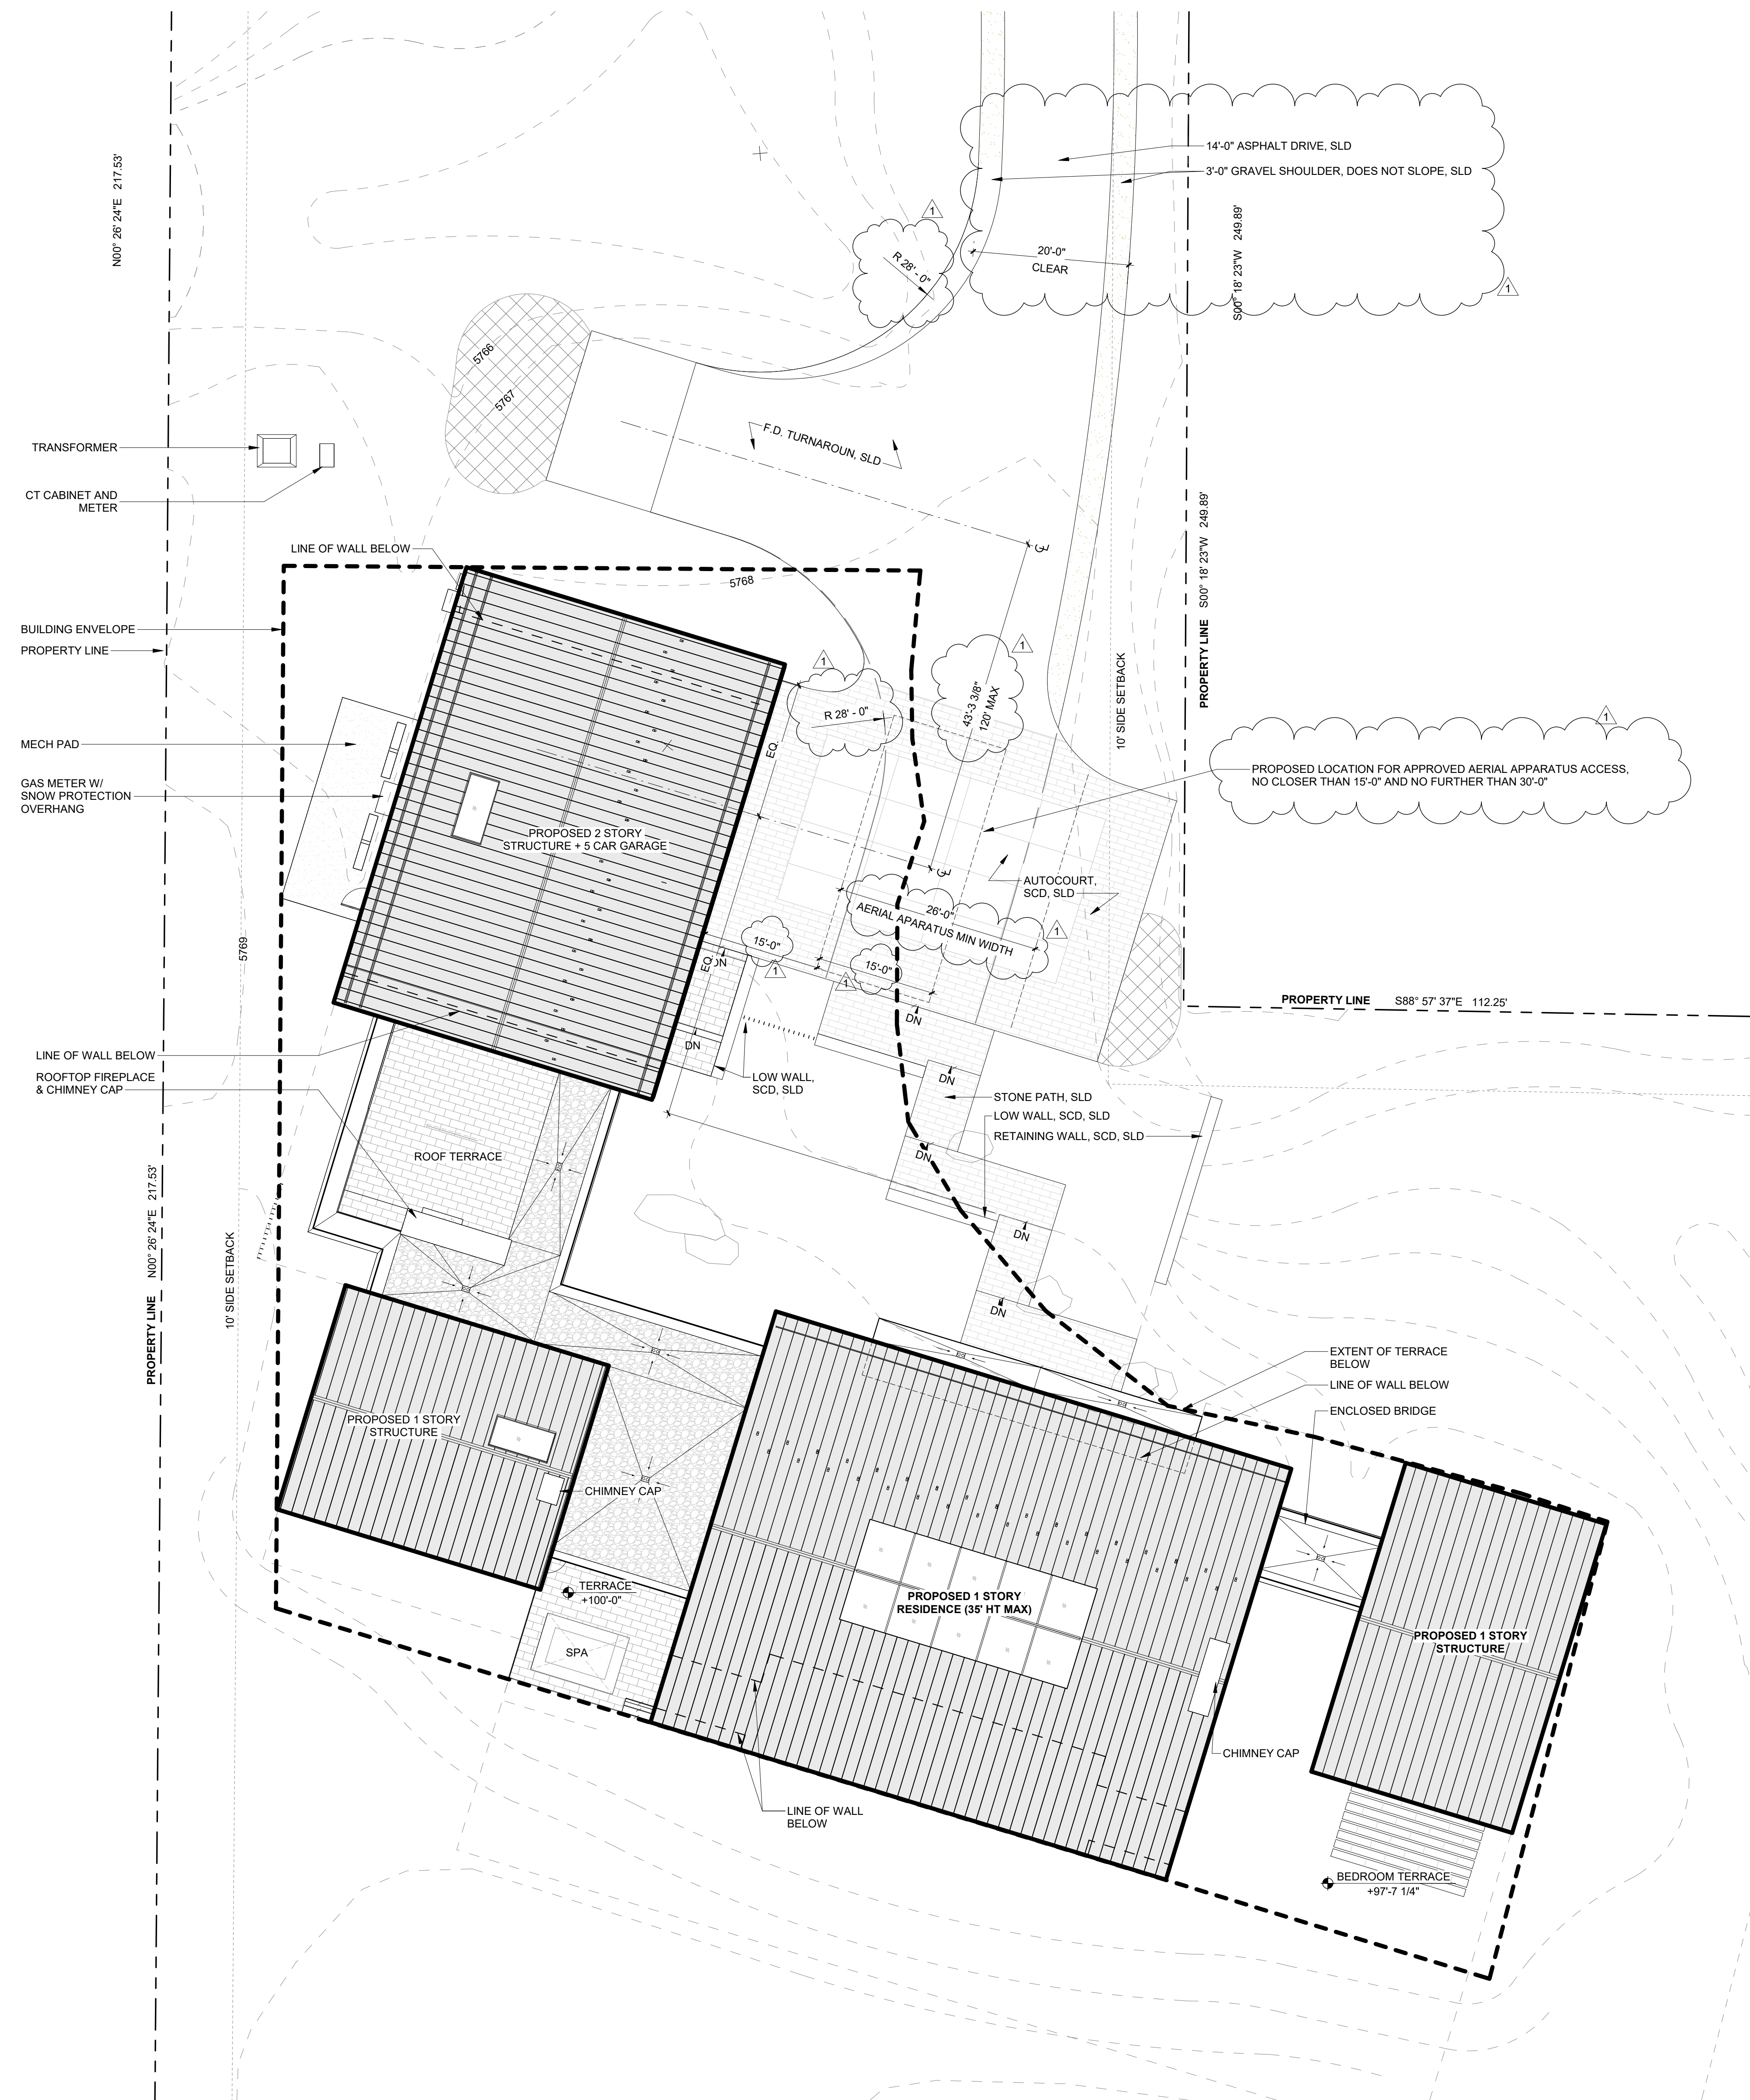 N00° 26' 24"E 217.53'
14'-0" ASPHALT DRIVE, SLD
3'-0" GRAVEL SHOULDER, DOES NOT SLOPE, SLD
1
R 28' - 0"
20'-0"
CLEAR
S00° 18' 23"W 249.89'
1
5766
5767
TRANSFORMER
F.D. TURNAROUN, SLD
CT CABINET AND
METER
PROPERTY LINE S00° 18' 23"W 249.89'
LINE OF WALL BELOW
5768
BUILDING ENVELOPE
PROPERTY LINE
1
1
R 28' - 0"
43'-3 3/8"
120' MAX
10' SIDE SETBACK
1
MECH PAD
EQ.
GAS METER W/
SNOW PROTECTION
OVERHANG
PROPOSED LOCATION FOR APPROVED AERIAL APPARATUS ACCESS,
NO CLOSER THAN 15'-0" AND NO FURTHER THAN 30'-0"
PROPOSED 2 STORY
STRUCTURE + 5 CAR GARAGE
AUTOCOURT,
SCD, SLD
26'-0"
AERIAL APARATUS MIN WIDTH
1
5769
15'-0"
EQ.
DN
1
15'-0"
1
PROPERTY LINE S88° 57' 37"E 112.25'
DN
DN
LINE OF WALL BELOW
ROOFTOP FIREPLACE
& CHIMNEY CAP
LOW WALL,
SCD, SLD
DN
STONE PATH, SLD
LOW WALL, SCD, SLD
RETAINING WALL, SCD, SLD
ROOF TERRACE
DN
PROPERTY LINE N00° 26' 24"E 217.53'
10' SIDE SETBACK
DN
DN
EXTENT OF TERRACE
BELOW
LINE OF WALL BELOW
ENCLOSED BRIDGE
PROPOSED 1 STORY
STRUCTURE
CHIMNEY CAP
TERRACE
+100'-0"
PROPOSED 1 STORY
RESIDENCE (35' HT MAX)
SPA
PROPOSED 1 STORY
STRUCTURE
CHIMNEY CAP
LINE OF WALL
BELOW
BEDROOM TERRACE
+97'-7 1/4"